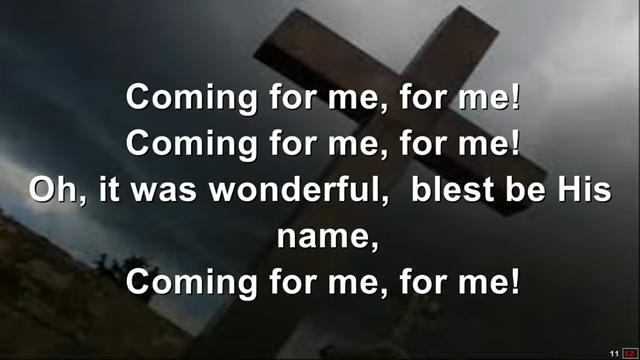 Coming for me, for me!
Coming for me, for me!
Oh, it was wonderful,  blest be His
name,
Coming for me, for me!
11